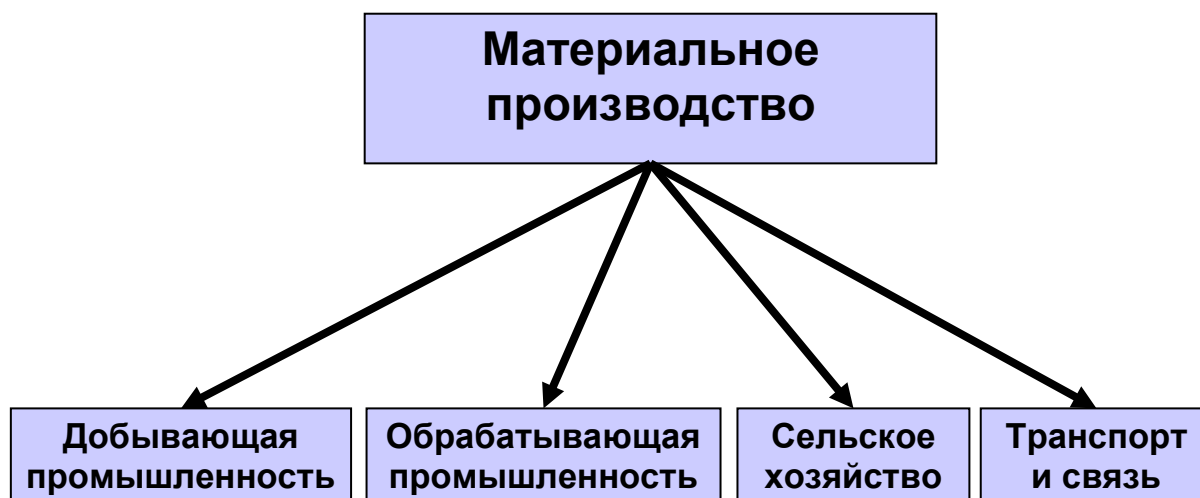 Материальное
производство
Добывающая
промышленность
Обрабатывающая
промышленность
Сельское
хозяйство
Транспорт
и связь